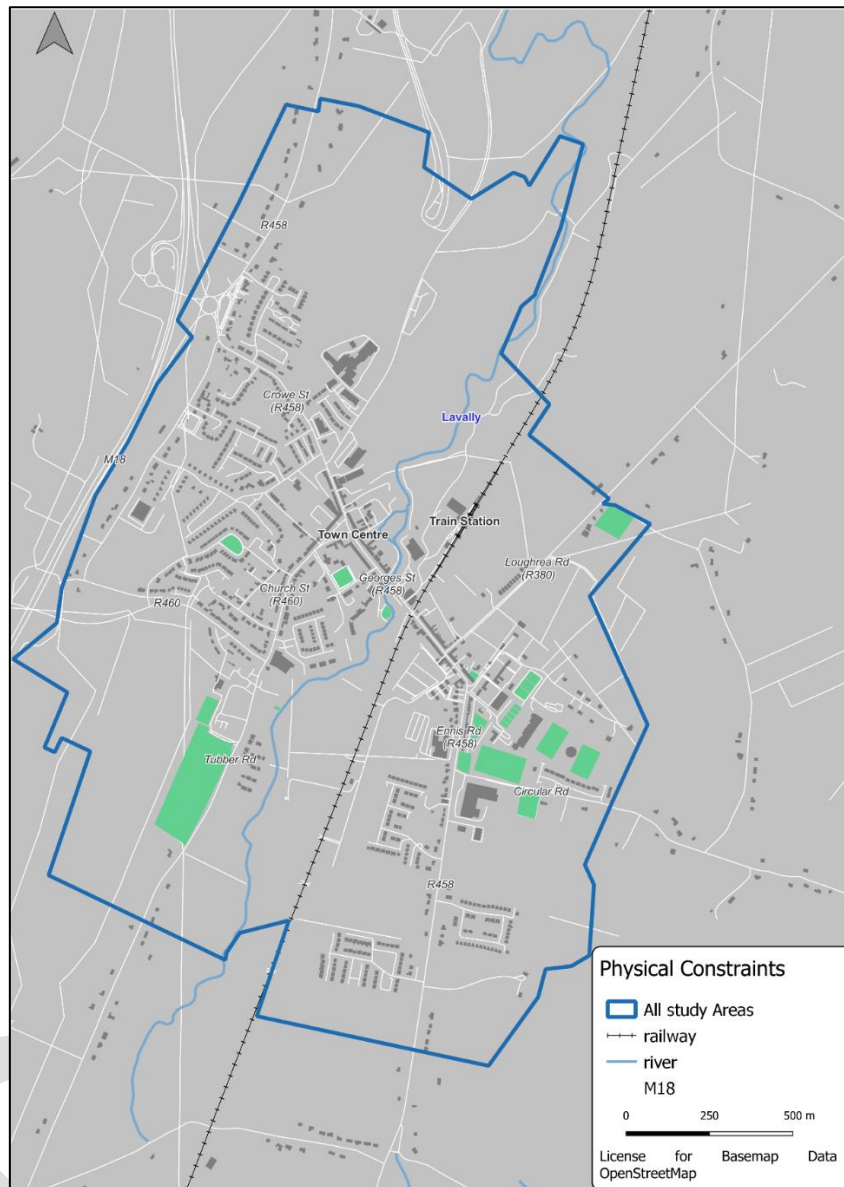 R458
Crowe St
(R458)
Lavally
M18
Town Centre
Train Station
Loughrea Rd
(R380)
Georges St
(R458)
Church St
(R460)
R460
Ennis Rd
(R458)
Tubber Rd
Circular Rd
R458
Physical Constraints
All study Areas
railway
river
M18
0 250 500 m
License for Basemap Data
OpenStreetMap